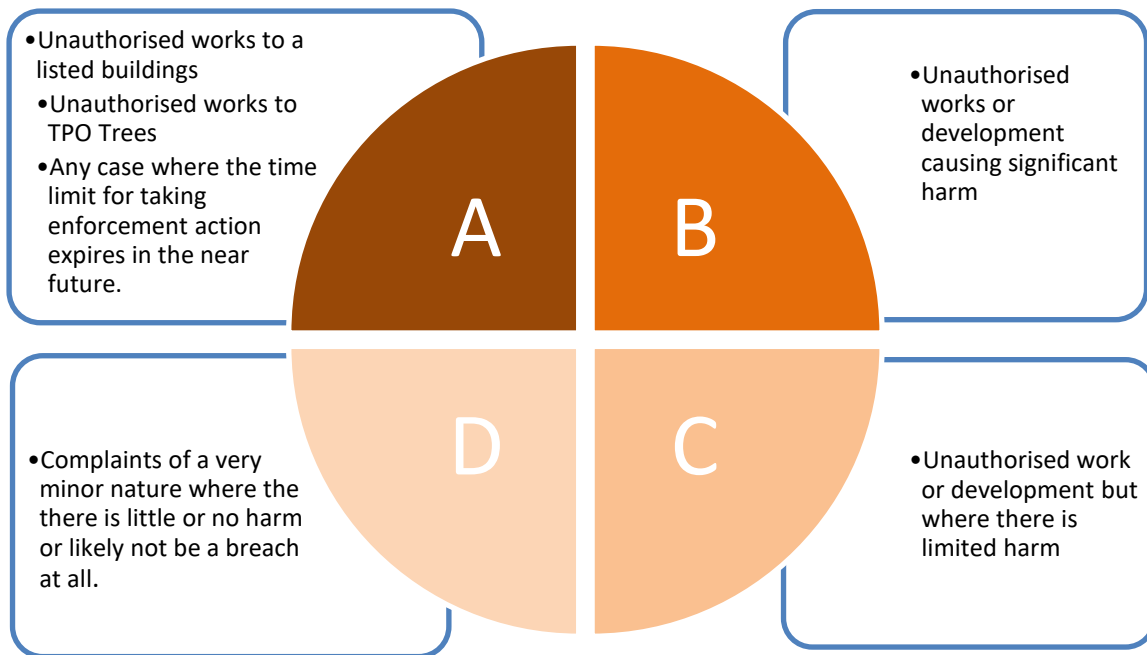 •Unauthorised works to a
listed buildings
•Unauthorised works to
TPO Trees
•Any case where the time
limit for taking
enforcement action
expires in the near
future.
A
B
•Unauthorised
works or
development
causing significant
harm
•Complaints of a very
minor nature where the
there is little or no harm
or likely not be a breach
at all.
D
C
•Unauthorised work
or development but
where there is
limited harm